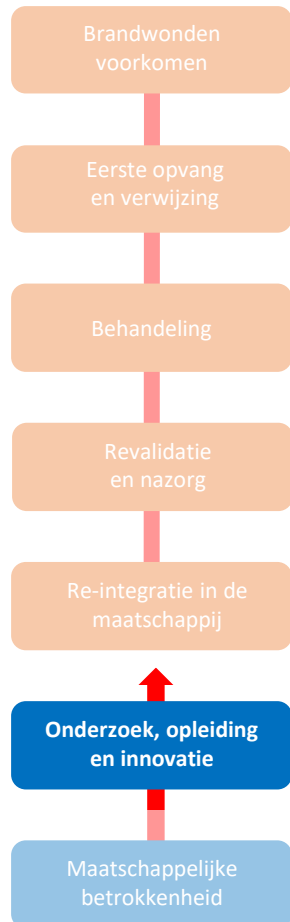 Brandwonden
voorkomen
Eerste opvang
en verwijzing
Behandeling
Revalidatie
en nazorg
Re-integratie in de
maatschappij
Onderzoek, opleiding
en innovatie
Maatschappelijke
betrokkenheid